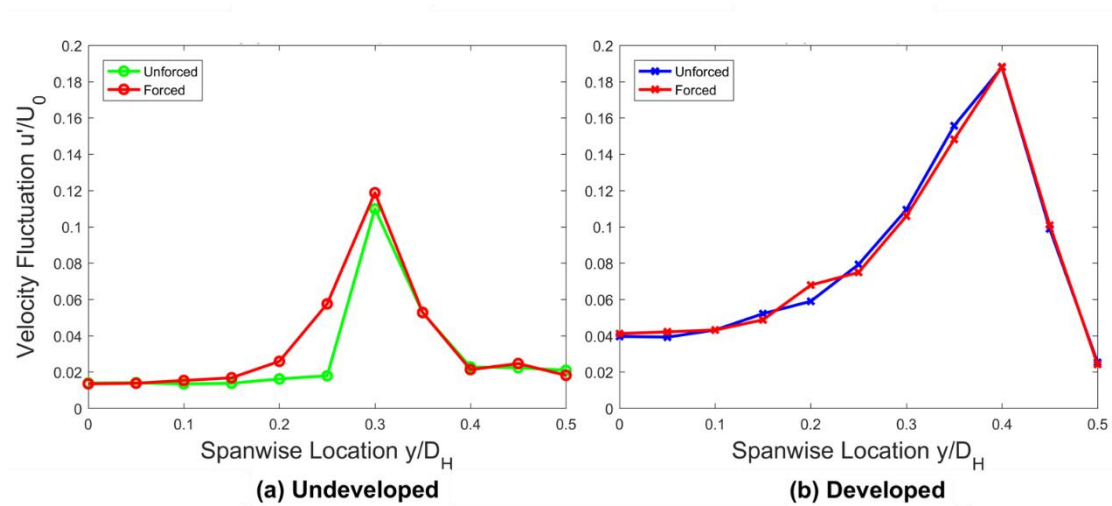 Unforced
Forced
0.2
0.18
0.16
0.14
0.12
0.1
0.08
0.06
0.04
0.02
0
Velocity Fluctuation u'/U0
0 0.1 0.2 0.3 0.4 0.5
Spanwise Location y/DH
(a) Undeveloped
Unforced
Forced
0.2
0.18
0.16
0.14
0.12
0.1
0.08
0.06
0.04
0.02
0
0 0.1 0.2 0.3 0.4 0.5
Spanwise Location y/DH
(b) Developed